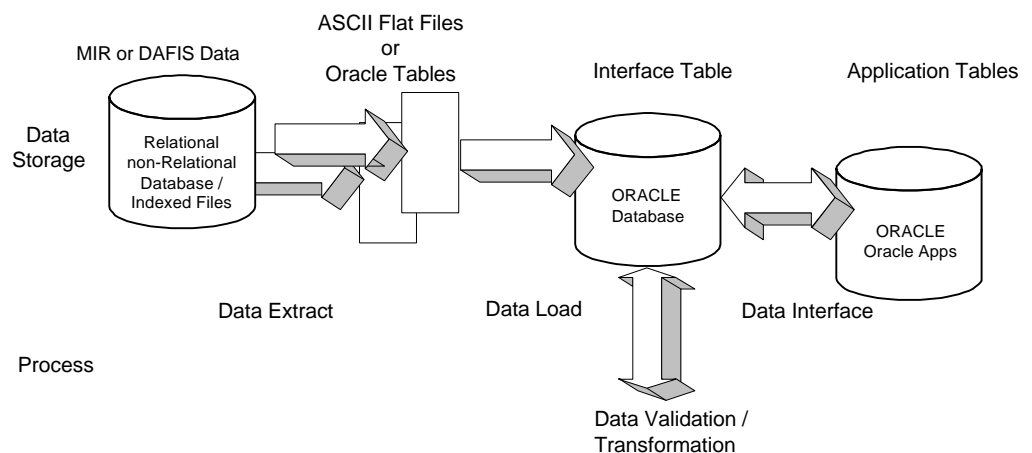 ASCII Flat Files
or
Oracle Tables
MIR or DAFIS Data
Interface Table
Application Tables
Data
Storage
Relational
non-Relational
Database /
Indexed Files
ORACLE
Database
ORACLE
Oracle Apps
Data Extract
Data Load
Data Interface
Process
Data Validation /
Transformation